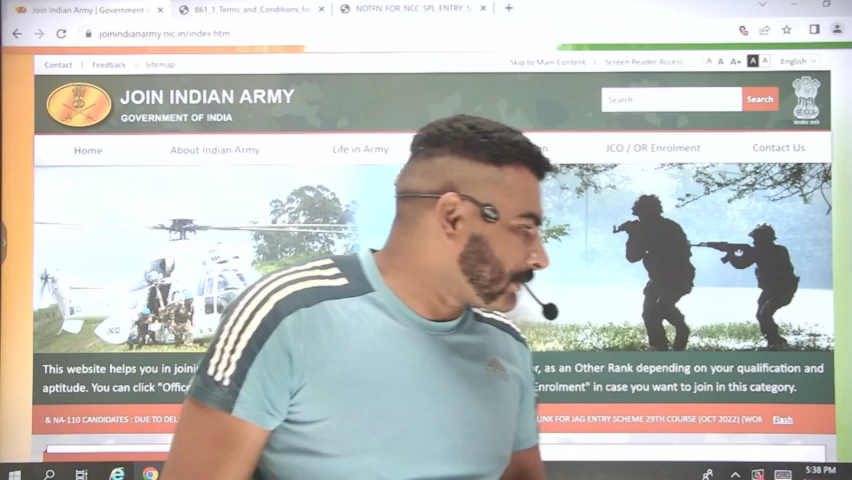 Join Indian Army | Government o
861_1_Terms_and_Conditions_for
NOTFN_FOR_NCC_SPL_ENTRY_S
joinindianarmy.nic.in/index.htm
Contact | Feedback | Sitemap
Skip to Main Content | Screen Reader Access A A A+ A A English
JOIN INDIAN ARMY
GOVERNMENT OF INDIA
Search Search
Home About Indian Army Life in Army JCO / OR Enrolment Contact Us
This website helps you in joini r, as an Other Rank depending on your qualification and
aptitude. You can click "Office Enrolment" in case you want to join in this category.
& NA-110 CANDIDATES : DUE TO DEL LINK FOR JAG ENTRY SCHEME 29TH COURSE (OCT 2022) (WOM Flash
adidas
5:38 PM